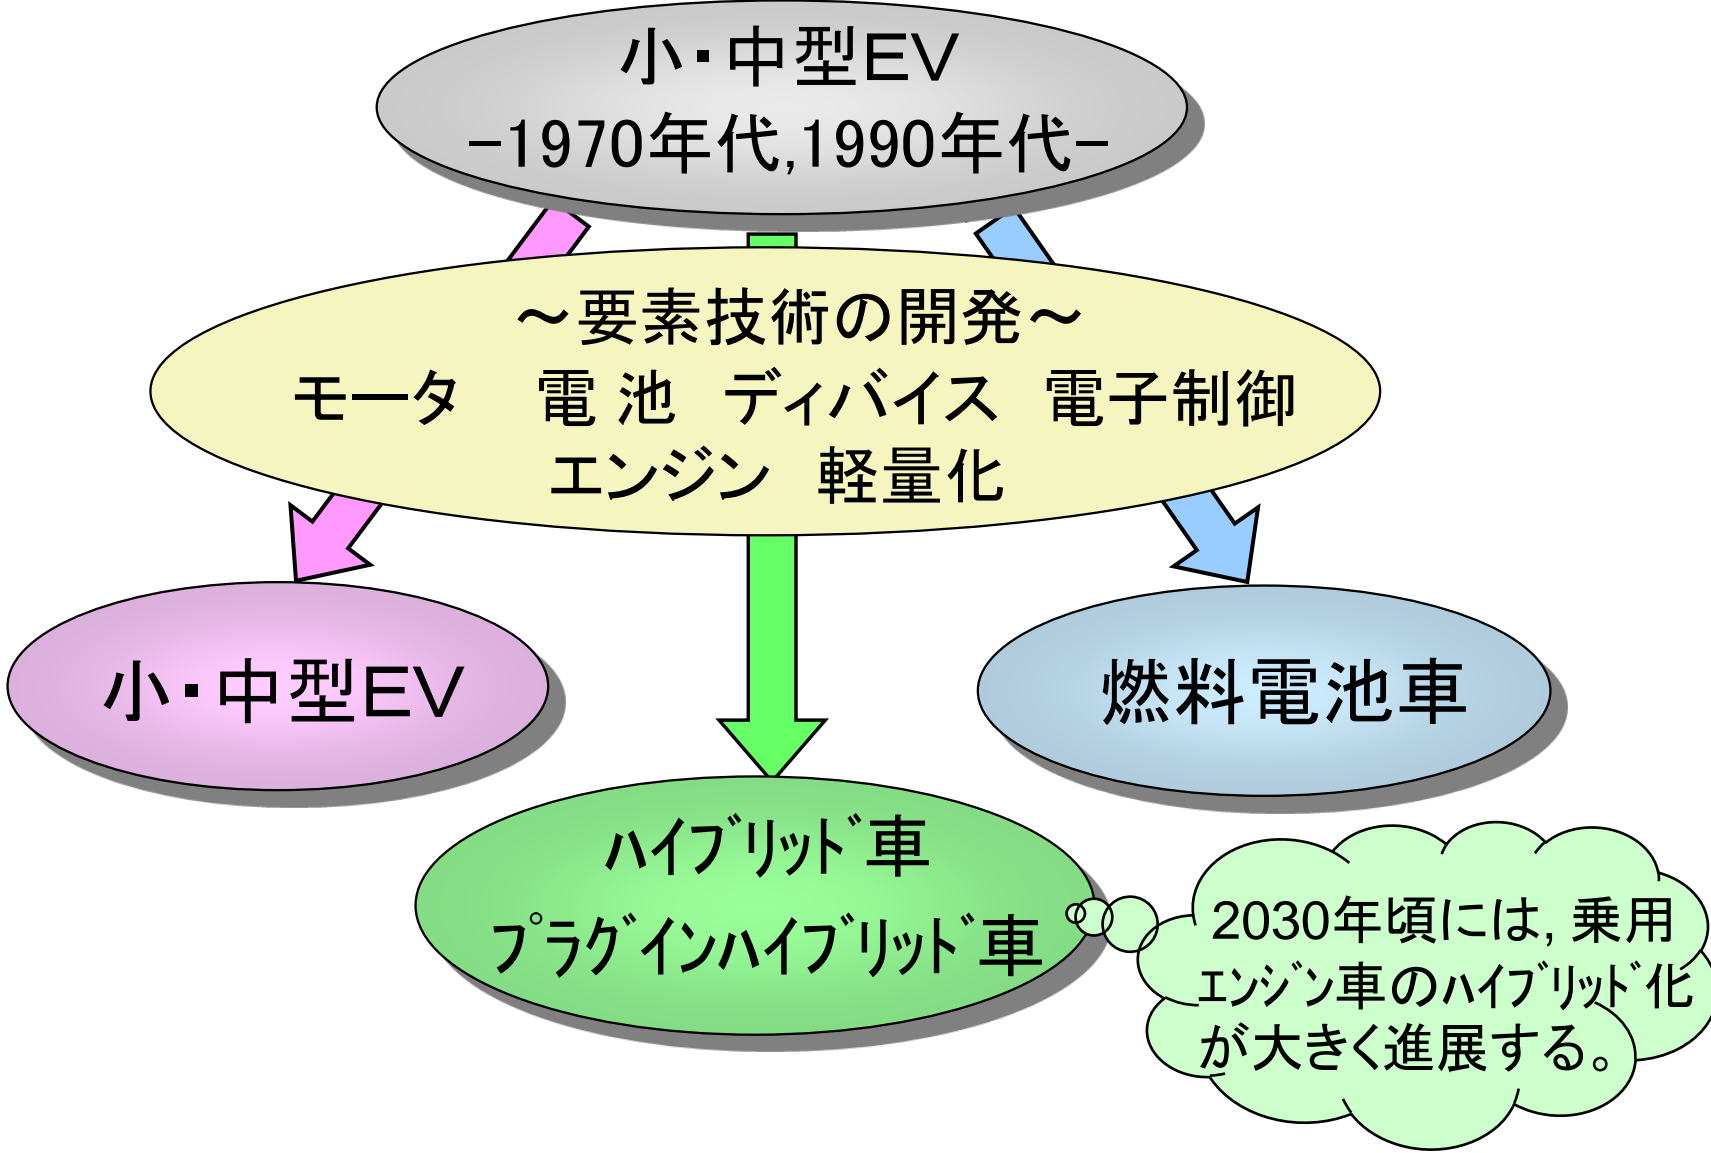 小・中型EV
-1970年代,1990年代-
～要素技術の開発～
モータ　電 池　ディバイス　電子制御
エンジン　軽量化
小・中型EV
燃料電池車
ﾊｲﾌﾞﾘｯﾄﾞ車
ﾌﾟﾗｸﾞｲﾝﾊｲﾌﾞﾘｯﾄﾞ車
2030年頃には, 乗用
ｴﾝｼﾞﾝ車のﾊｲﾌﾞﾘｯﾄﾞ化
が大きく進展する。